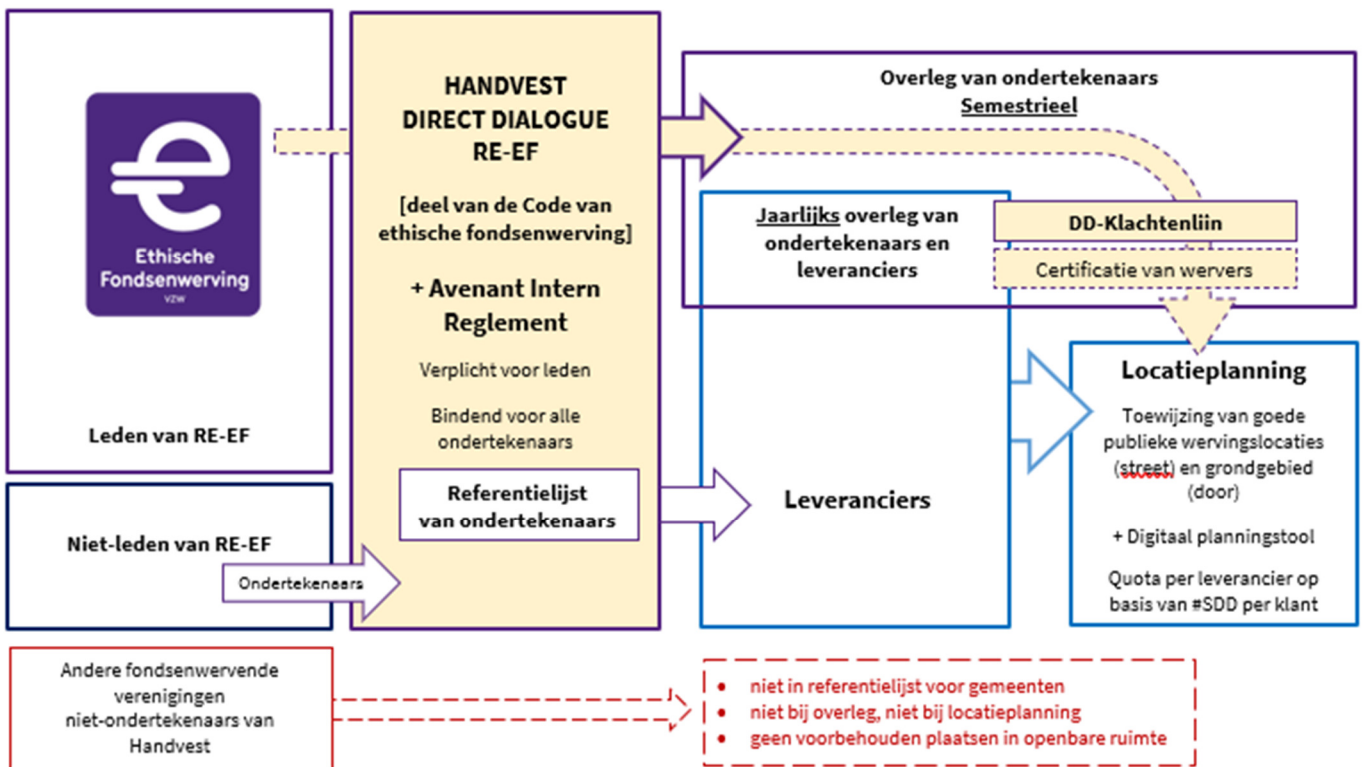 Ethische
Fondsenwerving
VZW
Leden van RE-EF
Niet-leden van RE-EF
Ondertekenaars
HANDVEST
DIRECT DIALOGUE
RE-EF
[deel van de Code van
ethische fondsenwerving]
+ Avenant Intern
Reglement
Verplicht voor leden
Bindend voor alle
ondertekenaars
Referentielijst
van ondertekenaars
Overleg van ondertekenaars
Semestrieel
Jaarlijks overleg van
ondertekenaars en
leveranciers
DD-Klachtenliin
Certificatie van wervers
Leveranciers
Locatieplanning
Toewijzing van goede
publieke wervingslocaties
(street) en grondgebied
(door)
+ Digitaal planningstool
Quota per leverancier op
basis van #SDD per klant
Andere fondsenwervende
verenigingen
niet-ondertekenaars van
Handvest
• niet in referentielijst voor gemeenten
• niet bij overleg, niet bij locatieplanning
• geen voorbehouden plaatsen in openbare ruimte